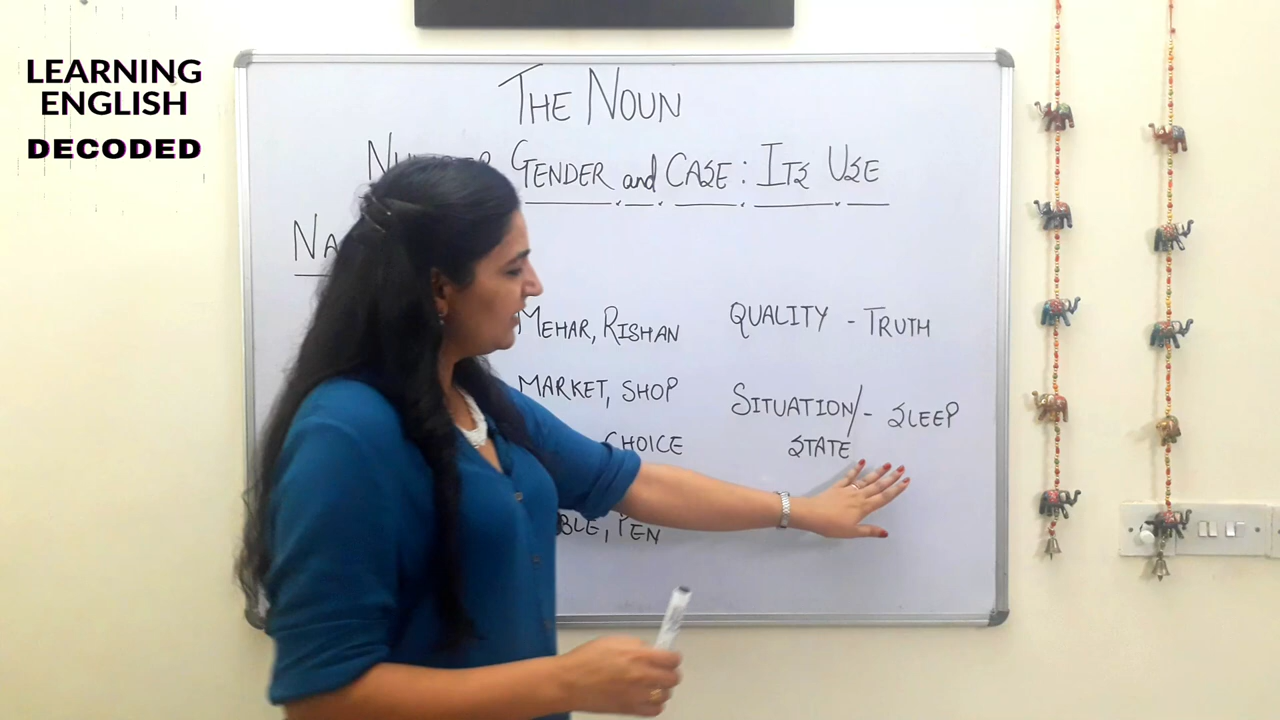 LEARNING
ENGLISH
DECODED
THE NOUN
GENDER and CASE: ITS USE
MEHAR, RISHAN
MARKET, SHOP
CHOICE
PEN
QUALITY - TRUTH
SITUATION/- SLEEP
STATE